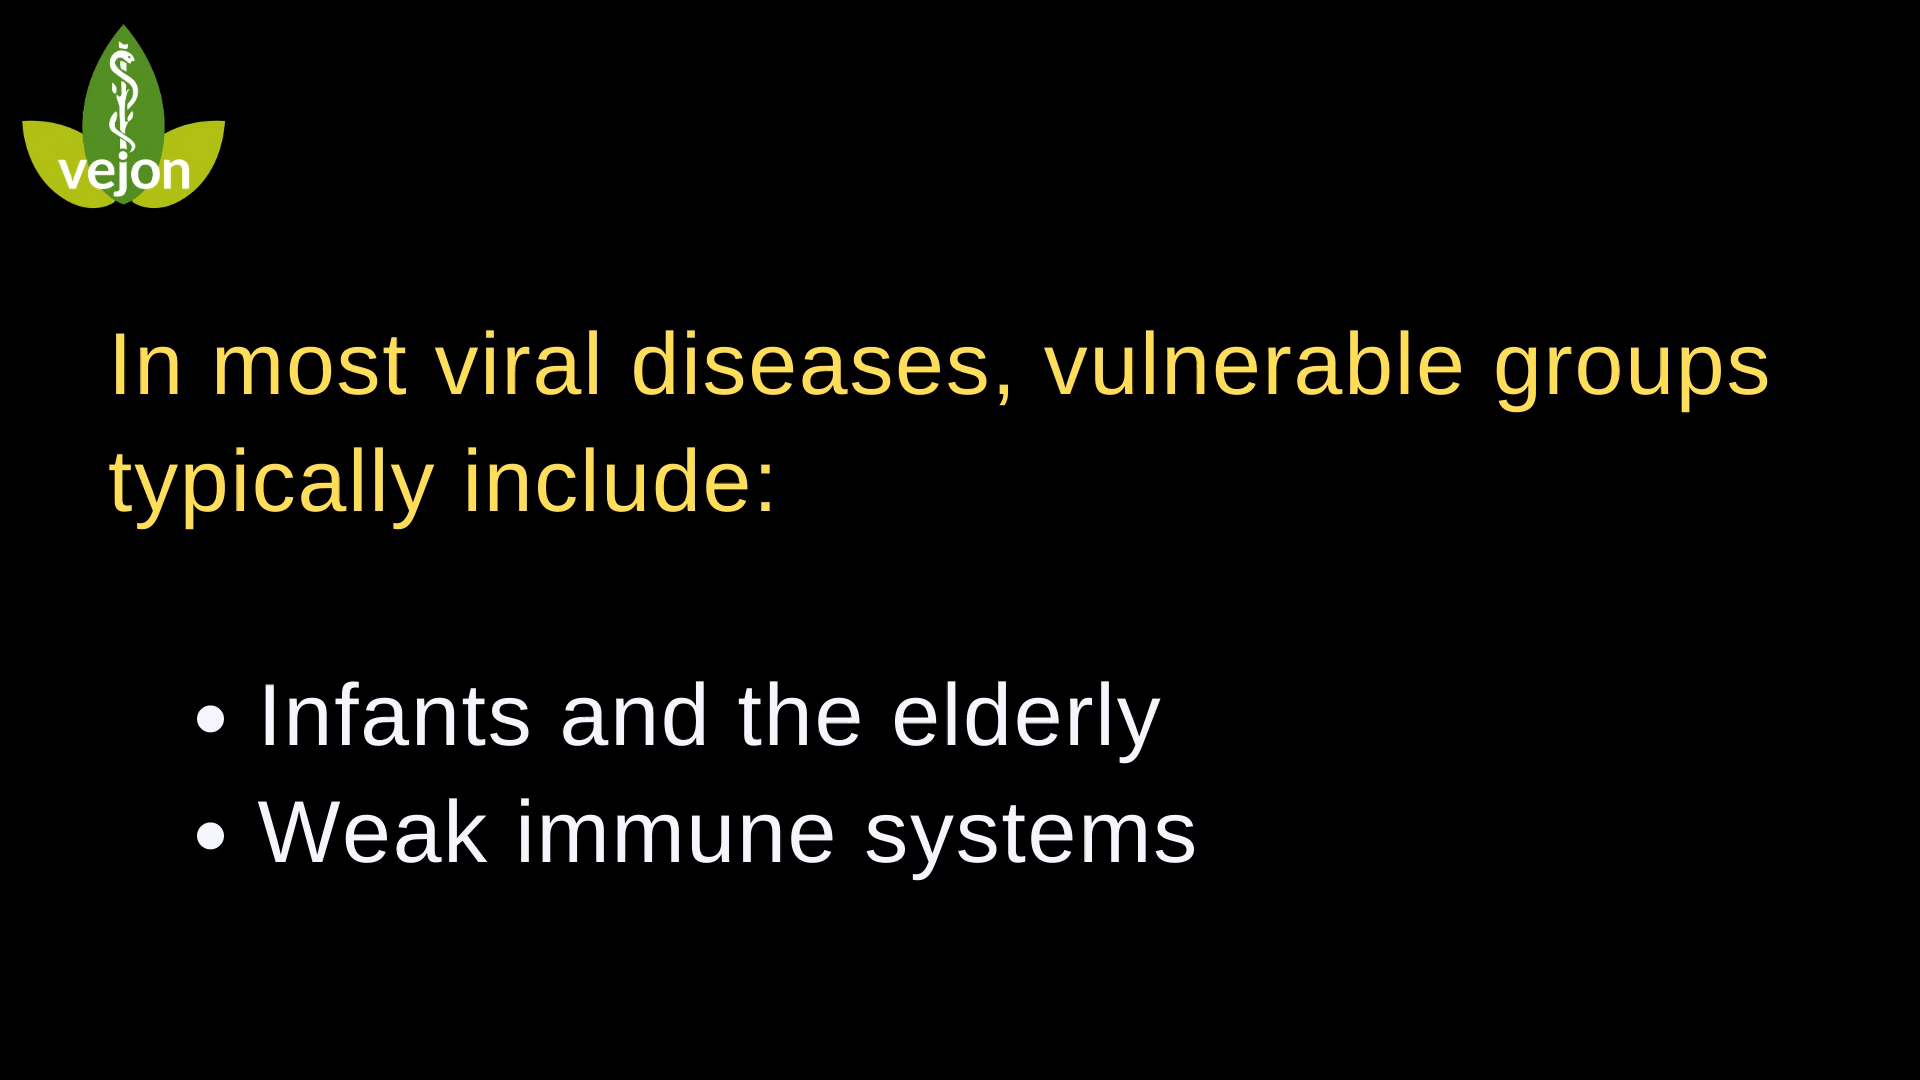 vejon
In most viral diseases, vulnerable groups
typically include:
• Infants and the elderly
• Weak immune systems